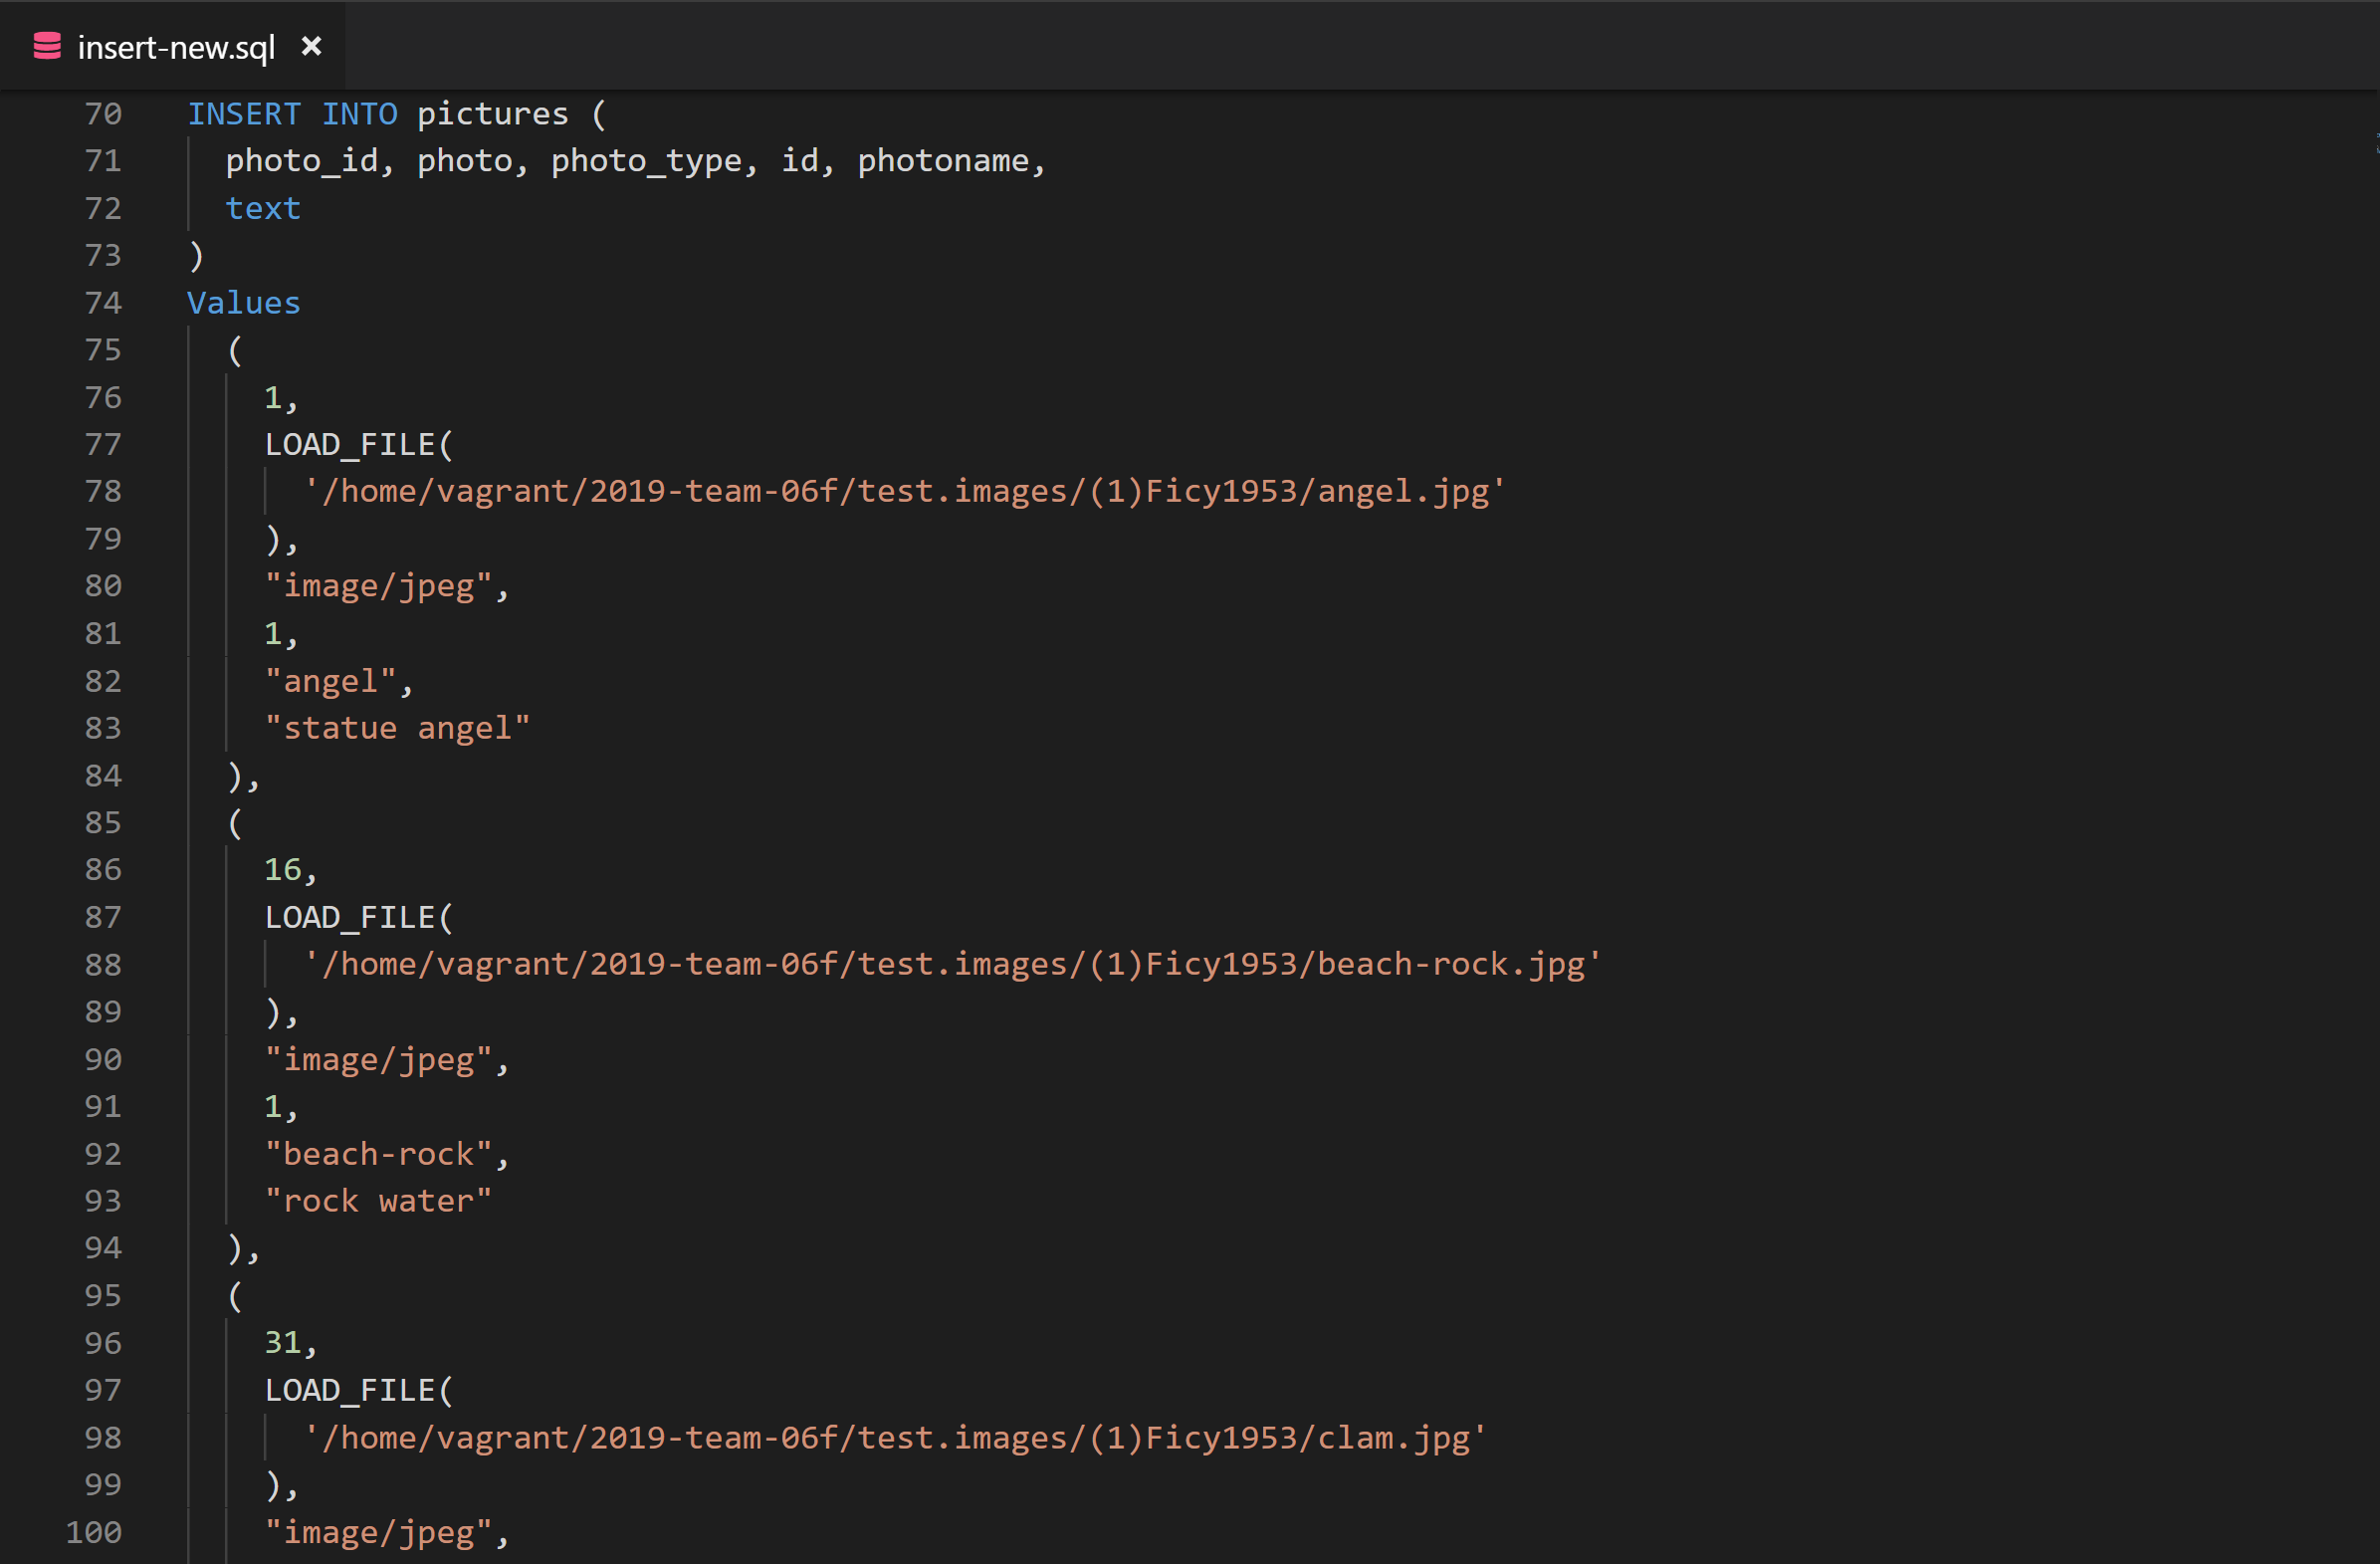 insert-new.sql ×
70 INSERT INTO pictures (
71 photo_id, photo, photo_type, id, photoname,
72 text
73 )
74 Values
75 (
76 1,
77 LOAD_FILE(
78 '/home/vagrant/2019-team-06f/test.images/(1)Ficy1953/angel.jpg'
79 ),
80 "image/jpeg",
81 1,
82 "angel",
83 "statue angel"
84 ),
85 (
86 16,
87 LOAD_FILE(
88 '/home/vagrant/2019-team-06f/test.images/(1)Ficy1953/beach-rock.jpg'
89 ),
90 "image/jpeg",
91 1,
92 "beach-rock",
93 "rock water"
94 ),
95 (
96 31,
97 LOAD_FILE(
98 '/home/vagrant/2019-team-06f/test.images/(1)Ficy1953/clam.jpg'
99 ),
100 "image/jpeg",